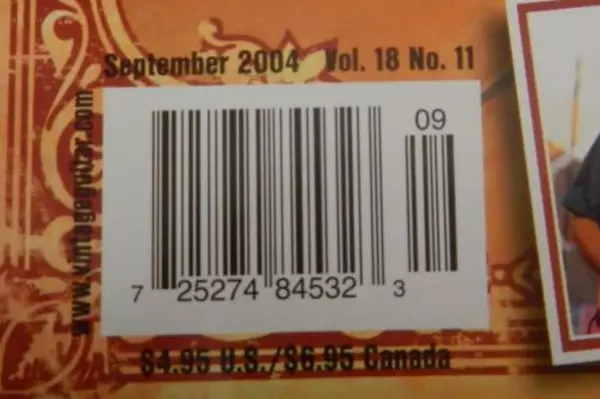 September 2004 Vol. 18 No. 11
www.vintageguitar.com
09
7 25274 84532 3
$4.95 U.S./$6.95 Canada